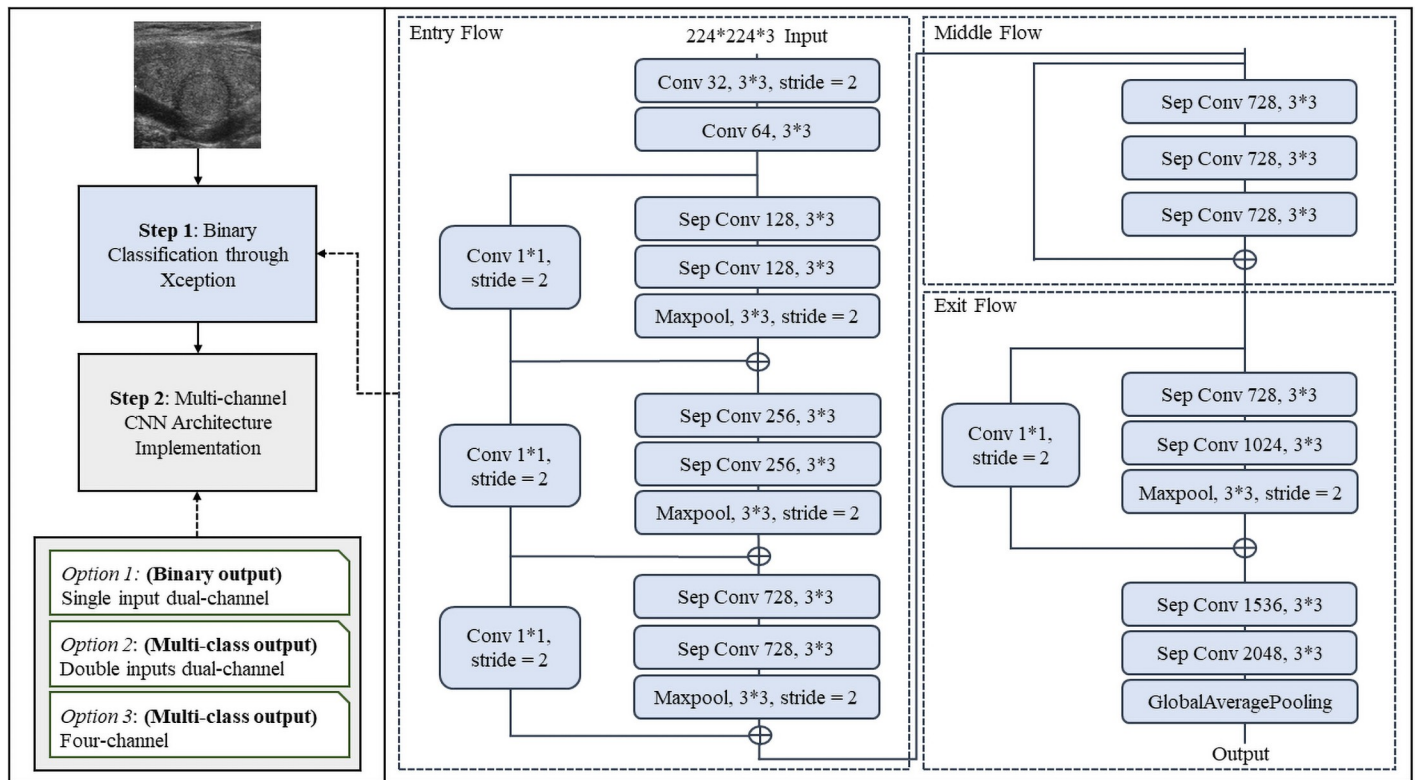 Step 1: Binary
Classification through
Xception
Step 2: Multi-channel
CNN Architecture
Implementation
Option 1: (Binary output)
Single input dual-channel
Option 2: (Multi-class output)
Double inputs dual-channel
Option 3: (Multi-class output)
Four-channel
Entry Flow
224*224*3 Input
Conv 32, 3*3, stride = 2
Conv 64, 3*3
Conv 1*1,
stride = 2
Sep Conv 128, 3*3
Sep Conv 128, 3*3
Maxpool, 3*3, stride = 2
Conv 1*1,
stride = 2
Sep Conv 256, 3*3
Sep Conv 256, 3*3
Maxpool, 3*3, stride = 2
Conv 1*1,
stride = 2
Sep Conv 728, 3*3
Sep Conv 728, 3*3
Maxpool, 3*3, stride = 2
Middle Flow
Sep Conv 728, 3*3
Sep Conv 728, 3*3
Sep Conv 728, 3*3
Exit Flow
Conv 1*1,
stride = 2
Sep Conv 728, 3*3
Sep Conv 1024, 3*3
Maxpool, 3*3, stride = 2
Sep Conv 1536, 3*3
Sep Conv 2048, 3*3
GlobalAveragePooling
Output